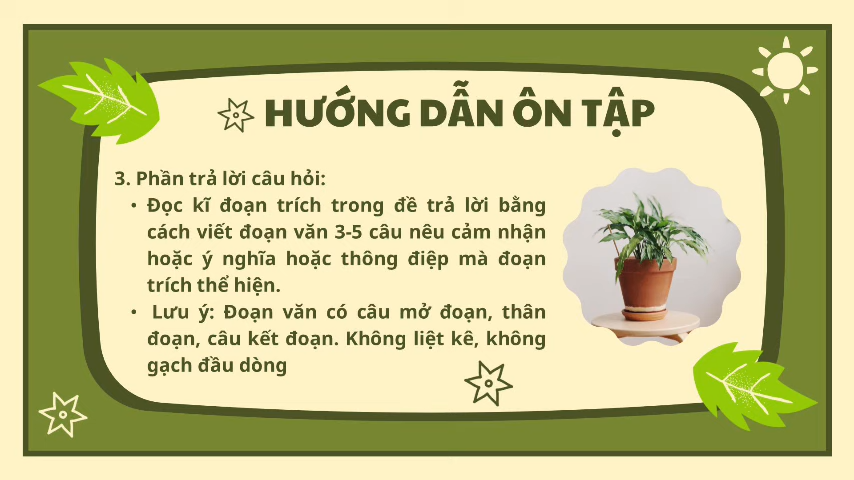 HƯỚNG DẪN ÔN TẬP
3. Phần trả lời câu hỏi:
• Đọc kĩ đoạn trích trong đề trả lời bằng
cách viết đoạn văn 3-5 câu nêu cảm nhận
hoặc ý nghĩa hoặc thông điệp mà đoạn
trích thể hiện.
• Lưu ý: Đoạn văn có câu mở đoạn, thân
đoạn, câu kết đoạn. Không liệt kê, không
gạch đầu dòng